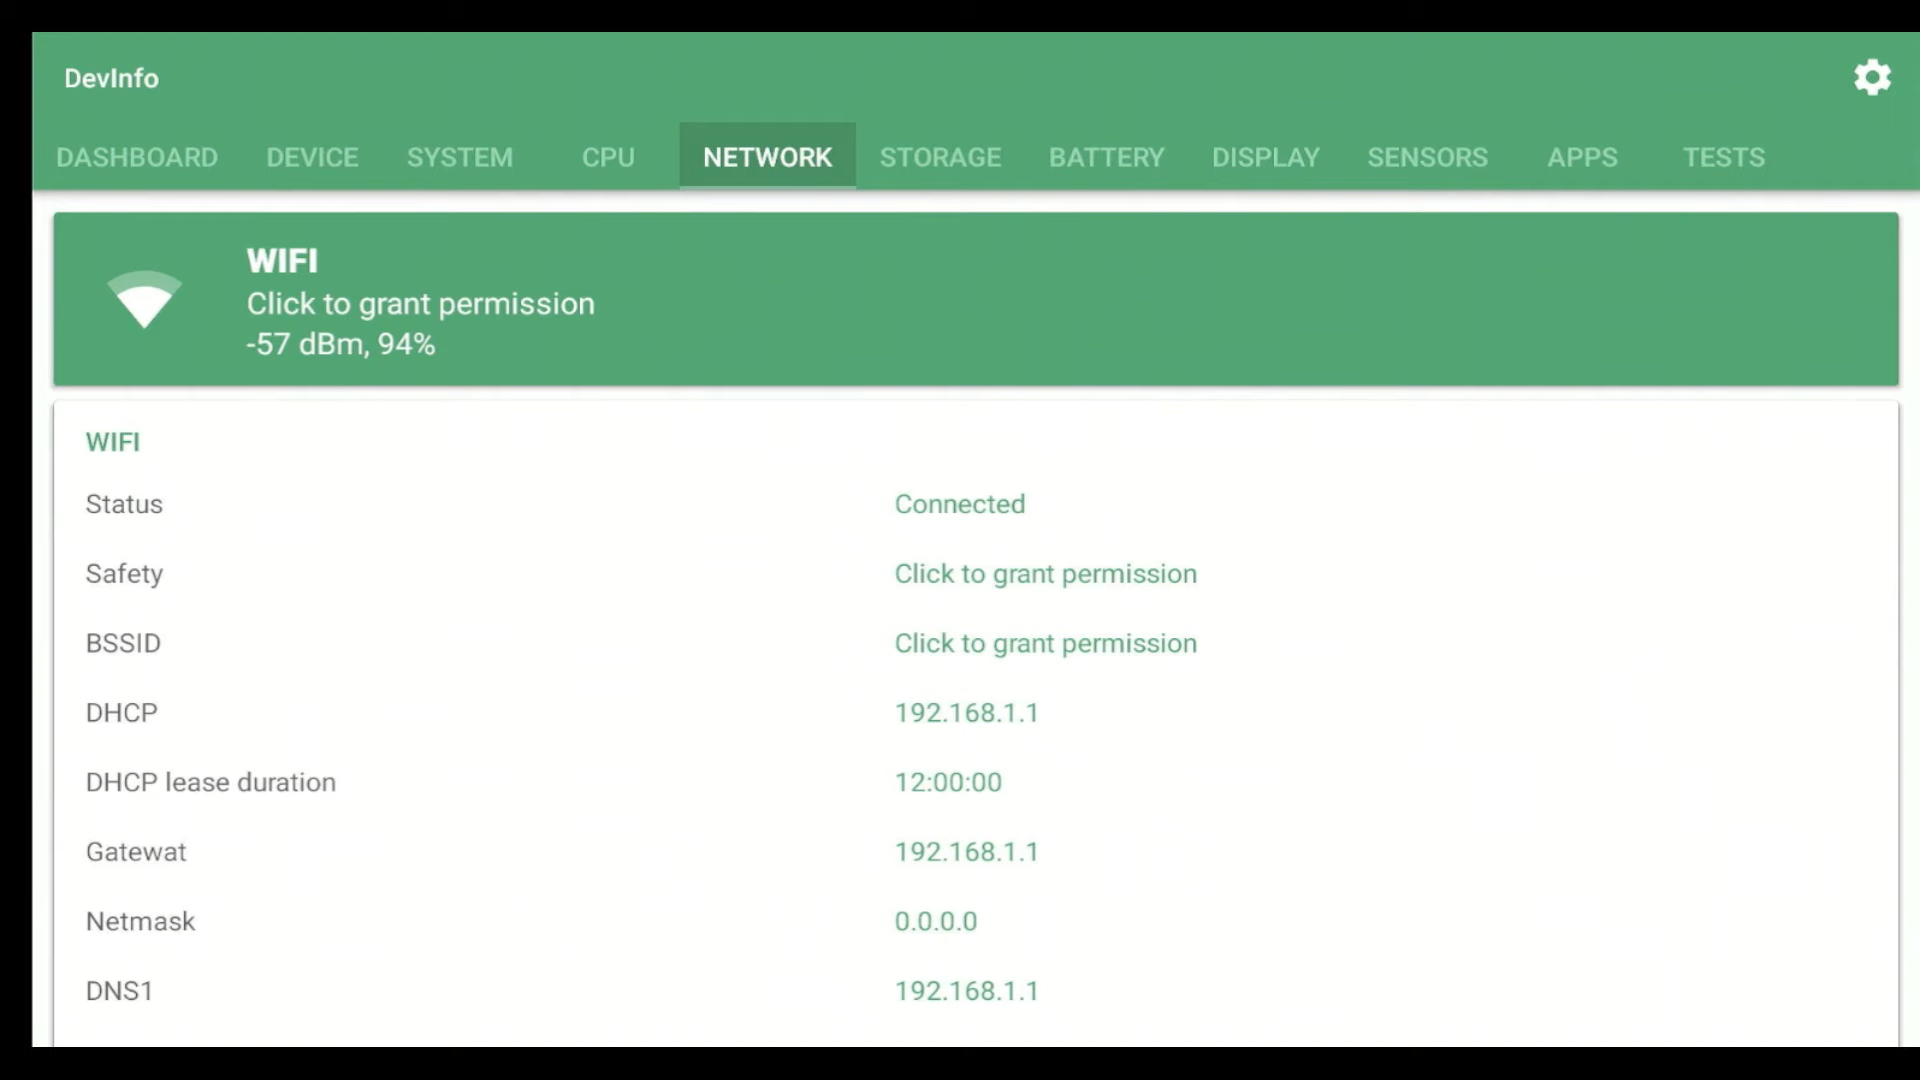 DevInfo
DASHBOARD DEVICE SYSTEM CPU NETWORK STORAGE BATTERY DISPLAY SENSORS APPS TESTS
WIFI
Click to grant permission
-57 dBm, 94%
WIFI
Status Connected
Safety Click to grant permission
BSSID Click to grant permission
DHCP 192.168.1.1
DHCP lease duration 12:00:00
Gatewat 192.168.1.1
Netmask 0.0.0.0
DNS1 192.168.1.1